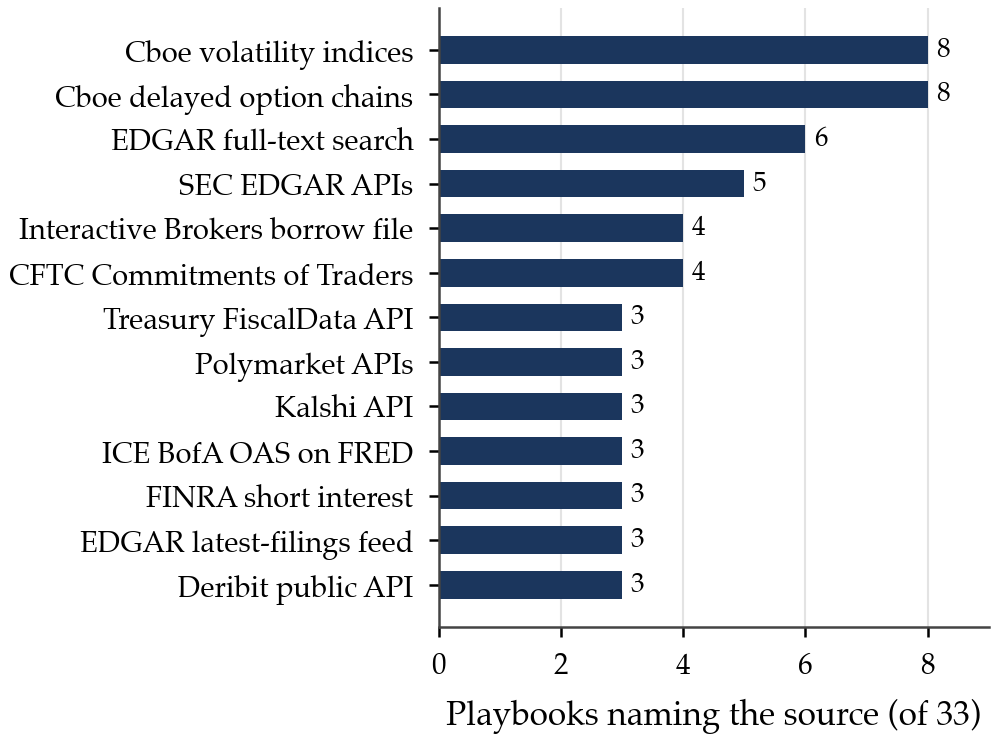 Cboe volatility indices 8
Cboe delayed option chains 8
EDGAR full-text search 6
SEC EDGAR APIs 5
Interactive Brokers borrow file 4
CFTC Commitments of Traders 4
Treasury FiscalData API 3
Polymarket APIs 3
Kalshi API 3
ICE BofA OAS on FRED 3
FINRA short interest 3
EDGAR latest-filings feed 3
Deribit public API 3
0 2 4 6 8
Playbooks naming the source (of 33)